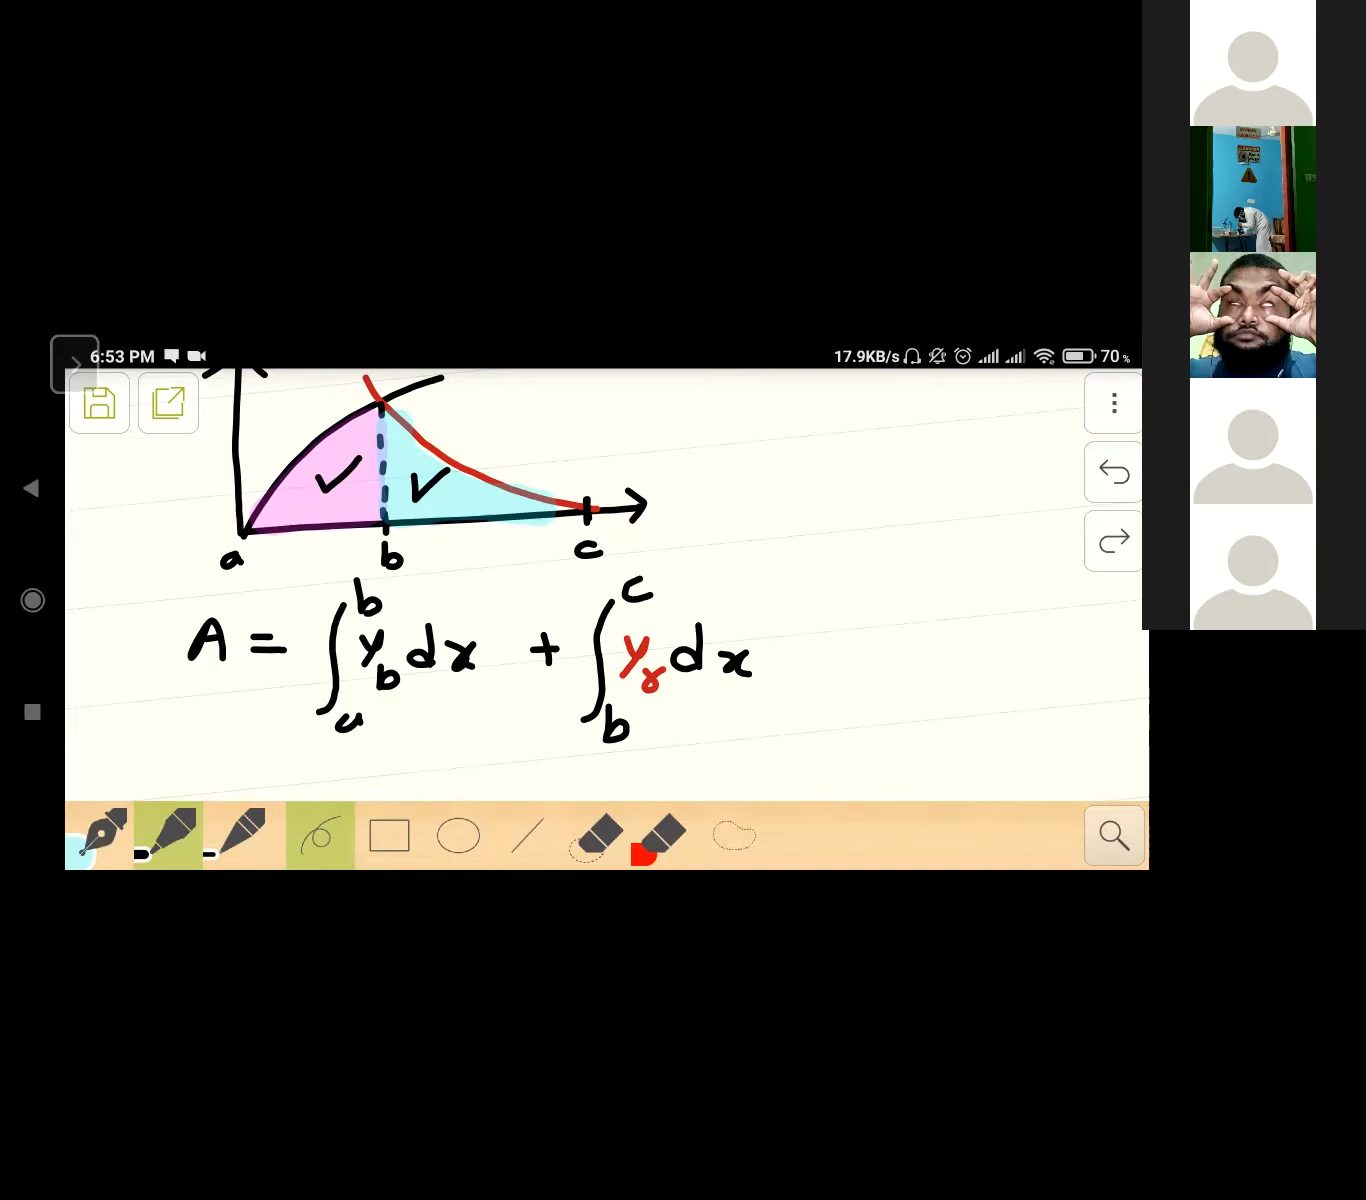 6:53 PM 17.9KB/s 70 %
a b c
A = ∫_a^b y_b dx + ∫_b^c y_r dx